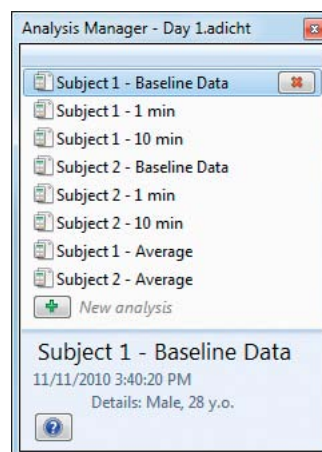 Analysis Manager - Day 1.adicht
Subject 1 - Baseline Data
Subject 1 - 1 min
Subject 1 - 10 min
Subject 2 - Baseline Data
Subject 2 - 1 min
Subject 2 - 10 min
Subject 1 - Average
Subject 2 - Average
New analysis
Subject 1 - Baseline Data
11/11/2010 3:40:20 PM
Details: Male, 28 y.o.